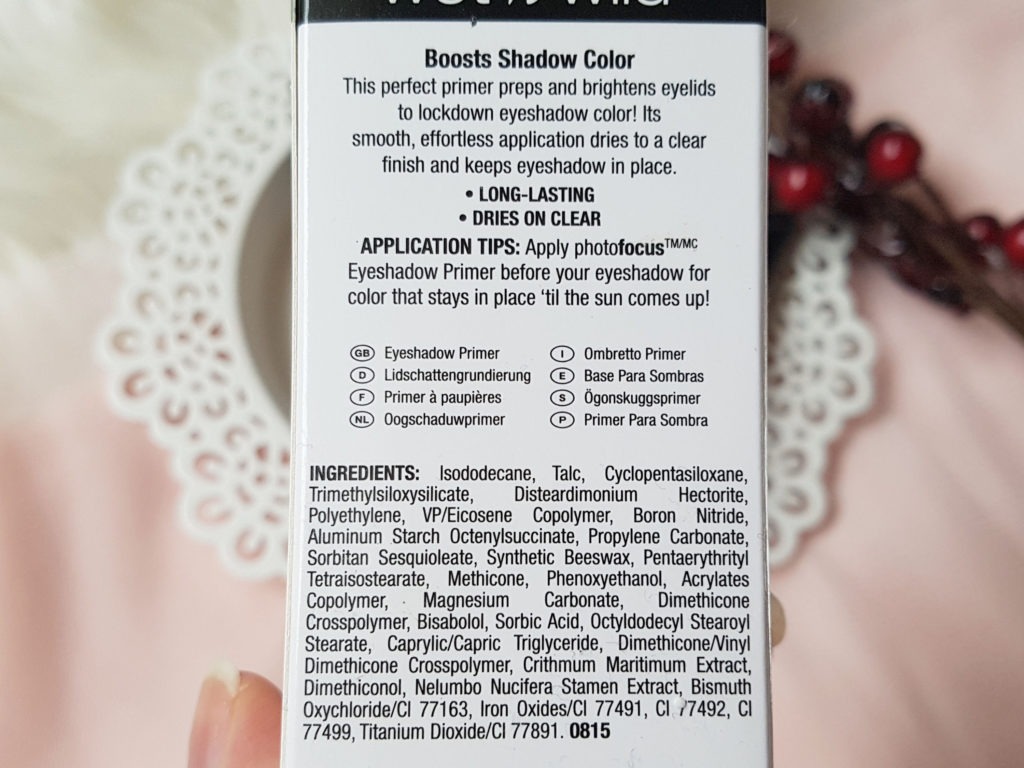 wet n wild
Boosts Shadow Color
This perfect primer preps and brightens eyelids
to lockdown eyeshadow color! Its
smooth, effortless application dries to a clear
finish and keeps eyeshadow in place.
• LONG-LASTING
• DRIES ON CLEAR
APPLICATION TIPS: Apply photofocus™/MC
Eyeshadow Primer before your eyeshadow for
color that stays in place ‘til the sun comes up!
GB Eyeshadow Primer
D Lidschattengrundierung
F Primer à paupières
NL Oogschaduwprimer
I Ombretto Primer
E Base Para Sombras
S Ögonskuggsprimer
P Primer Para Sombra
INGREDIENTS: Isododecane, Talc, Cyclopentasiloxane,
Trimethylsiloxysilicate, Disteardimonium Hectorite,
Polyethylene, VP/Eicosene Copolymer, Boron Nitride,
Aluminum Starch Octenylsuccinate, Propylene Carbonate,
Sorbitan Sesquioleate, Synthetic Beeswax, Pentaerythrityl
Tetraisostearate, Methicone, Phenoxyethanol, Acrylates
Copolymer, Magnesium Carbonate, Dimethicone
Crosspolymer, Bisabolol, Sorbic Acid, Octyldodecyl Stearoyl
Stearate, Caprylic/Capric Triglyceride, Dimethicone/Vinyl
Dimethicone Crosspolymer, Crithmum Maritimum Extract,
Dimethiconol, Nelumbo Nucifera Stamen Extract, Bismuth
Oxychloride/CI 77163, Iron Oxides/CI 77491, CI 77492, CI
77499, Titanium Dioxide/CI 77891. 0815